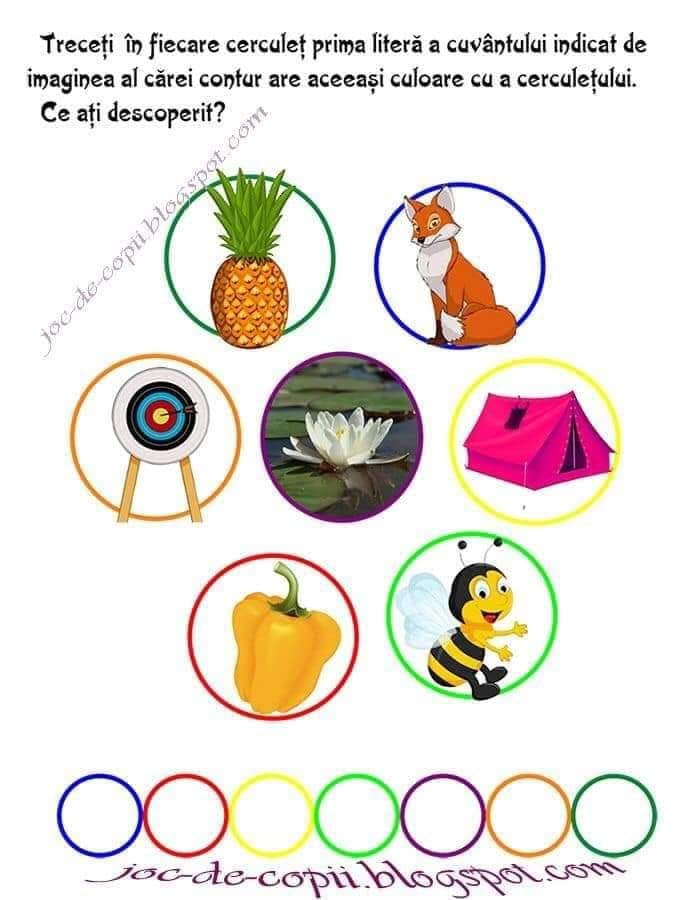 Treceți în fiecare cerculeț prima literă a cuvântului indicat de
imaginea al cărei contur are aceeași culoare cu a cerculețului.
Ce ați descoperit?
joc-de-copii.blogspot.com
joc-de-copii.blogspot.com